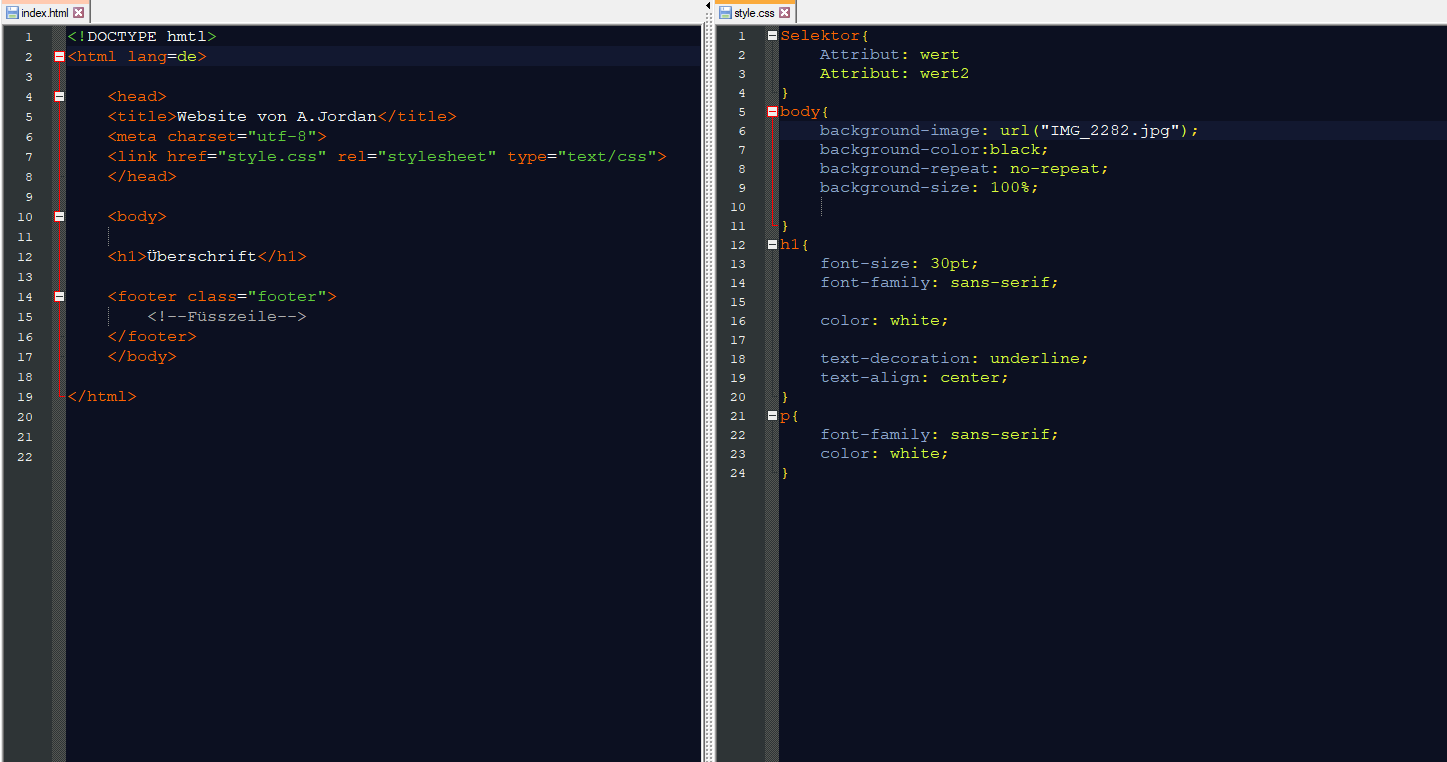 index.html
1 <!DOCTYPE hmtl>
2 <html lang=de>
3
4 <head>
5 <title>Website von A.Jordan</title>
6 <meta charset="utf-8">
7 <link href="style.css" rel="stylesheet" type="text/css">
8 </head>
9
10 <body>
11
12 <h1>Überschrift</h1>
13
14 <footer class="footer">
15 <!--Füsszeile-->
16 </footer>
17 </body>
18
19 </html>
20
21
22
style.css
1 Selektor{
2 Attribut: wert
3 Attribut: wert2
4 }
5 body{
6 background-image: url("IMG_2282.jpg");
7 background-color:black;
8 background-repeat: no-repeat;
9 background-size: 100%;
10
11 }
12 h1{
13 font-size: 30pt;
14 font-family: sans-serif;
15
16 color: white;
17
18 text-decoration: underline;
19 text-align: center;
20 }
21 p{
22 font-family: sans-serif;
23 color: white;
24 }